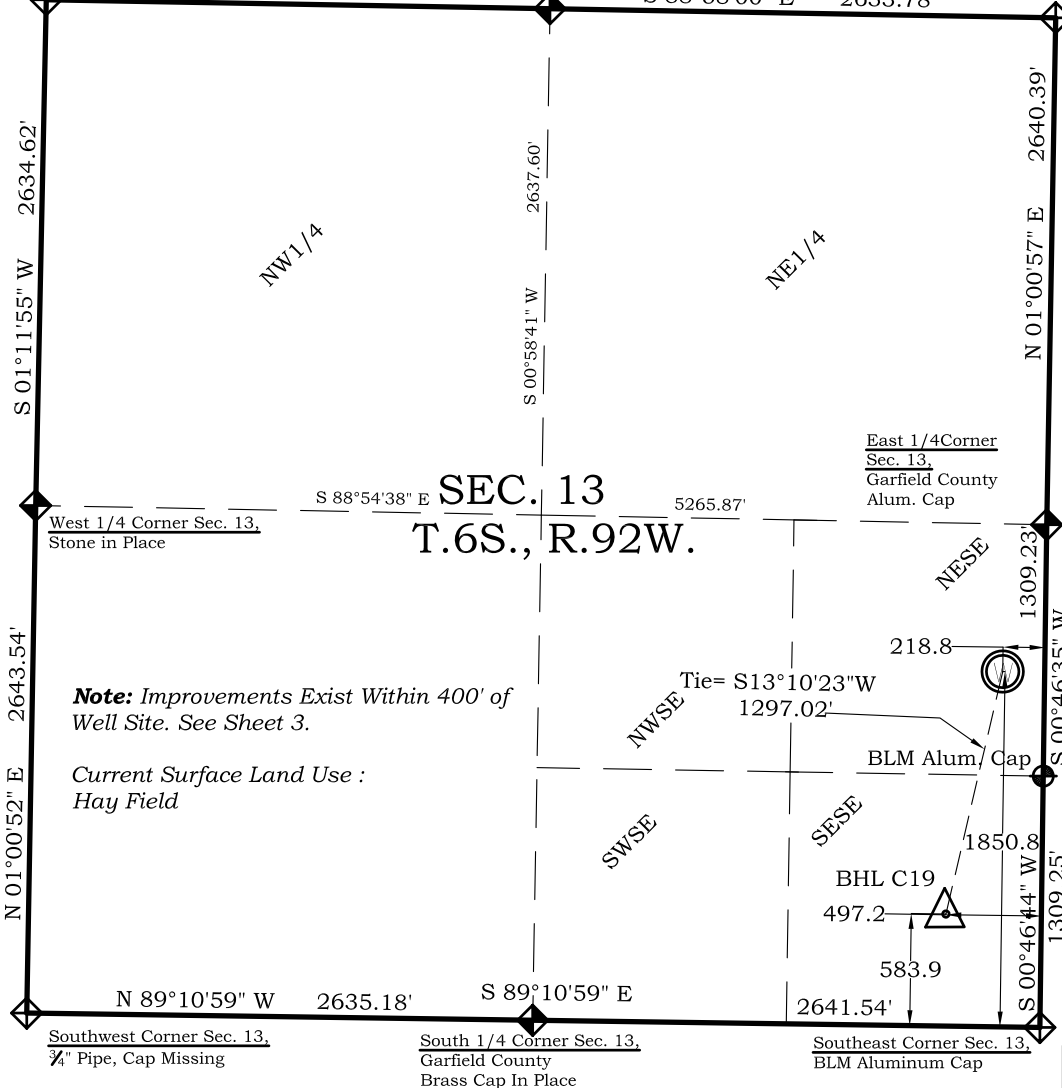 2633.78'
2634.62'
S 01°11'55" W
2637.60'
S 00°58'41" W
2640.39'
N 01°00'57" E
NW1/4
NE1/4
East 1/4Corner
Sec. 13,
Garfield County
Alum. Cap
S 88°54'38" E
SEC. 13
5265.87'
T.6S., R.92W.
West 1/4 Corner Sec. 13,
Stone in Place
NESE
1309.23'
S 00°46'35" W
218.8
2643.54'
N 01°00'52" E
Note: Improvements Exist Within 400' of
Well Site. See Sheet 3.
Current Surface Land Use :
Hay Field
Tie= S13°10'23"W
1297.02'
NWSE
BLM Alum. Cap
SWSE
SESE
1850.8
BHL C19
497.2
583.9
S 00°46'44" W
1309.25'
N 89°10'59" W
2635.18'
S 89°10'59" E
2641.54'
Southwest Corner Sec. 13,
¾" Pipe, Cap Missing
South 1/4 Corner Sec. 13,
Garfield County
Brass Cap In Place
Southeast Corner Sec. 13,
BLM Aluminum Cap